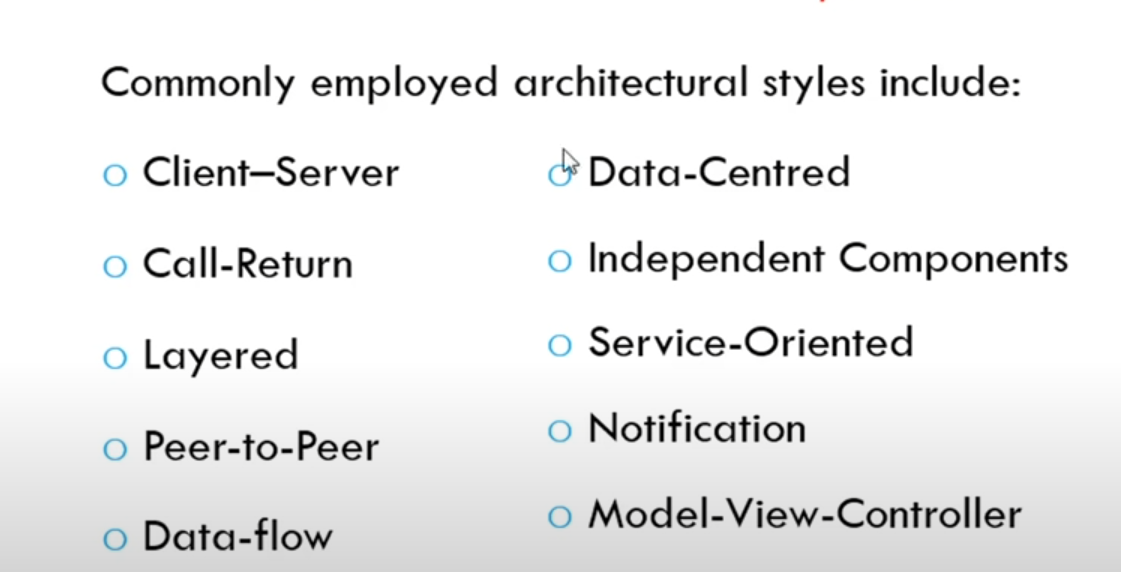 Commonly employed architectural styles include:
Client–Server
Call-Return
Layered
Peer-to-Peer
Data-flow
Data-Centred
Independent Components
Service-Oriented
Notification
Model-View-Controller